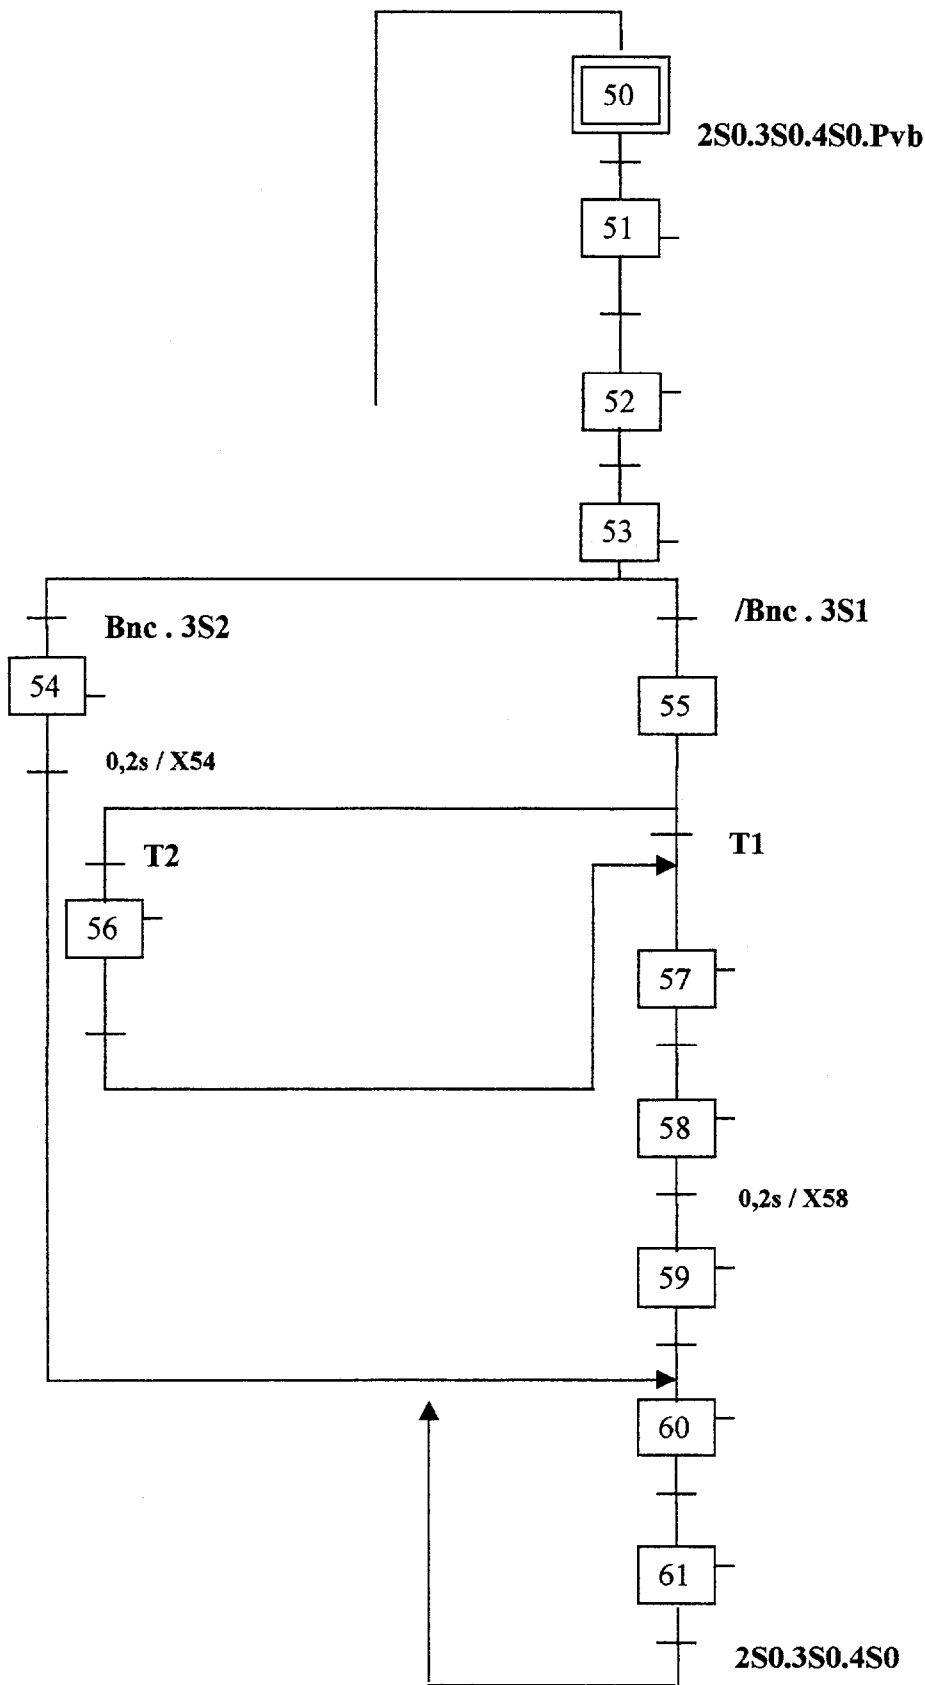 50
2S0.3S0.4S0.Pvb
51
52
53
Bnc . 3S2
/Bnc . 3S1
54
55
0,2s / X54
T2
T1
56
57
58
0,2s / X58
59
60
61
2S0.3S0.4S0